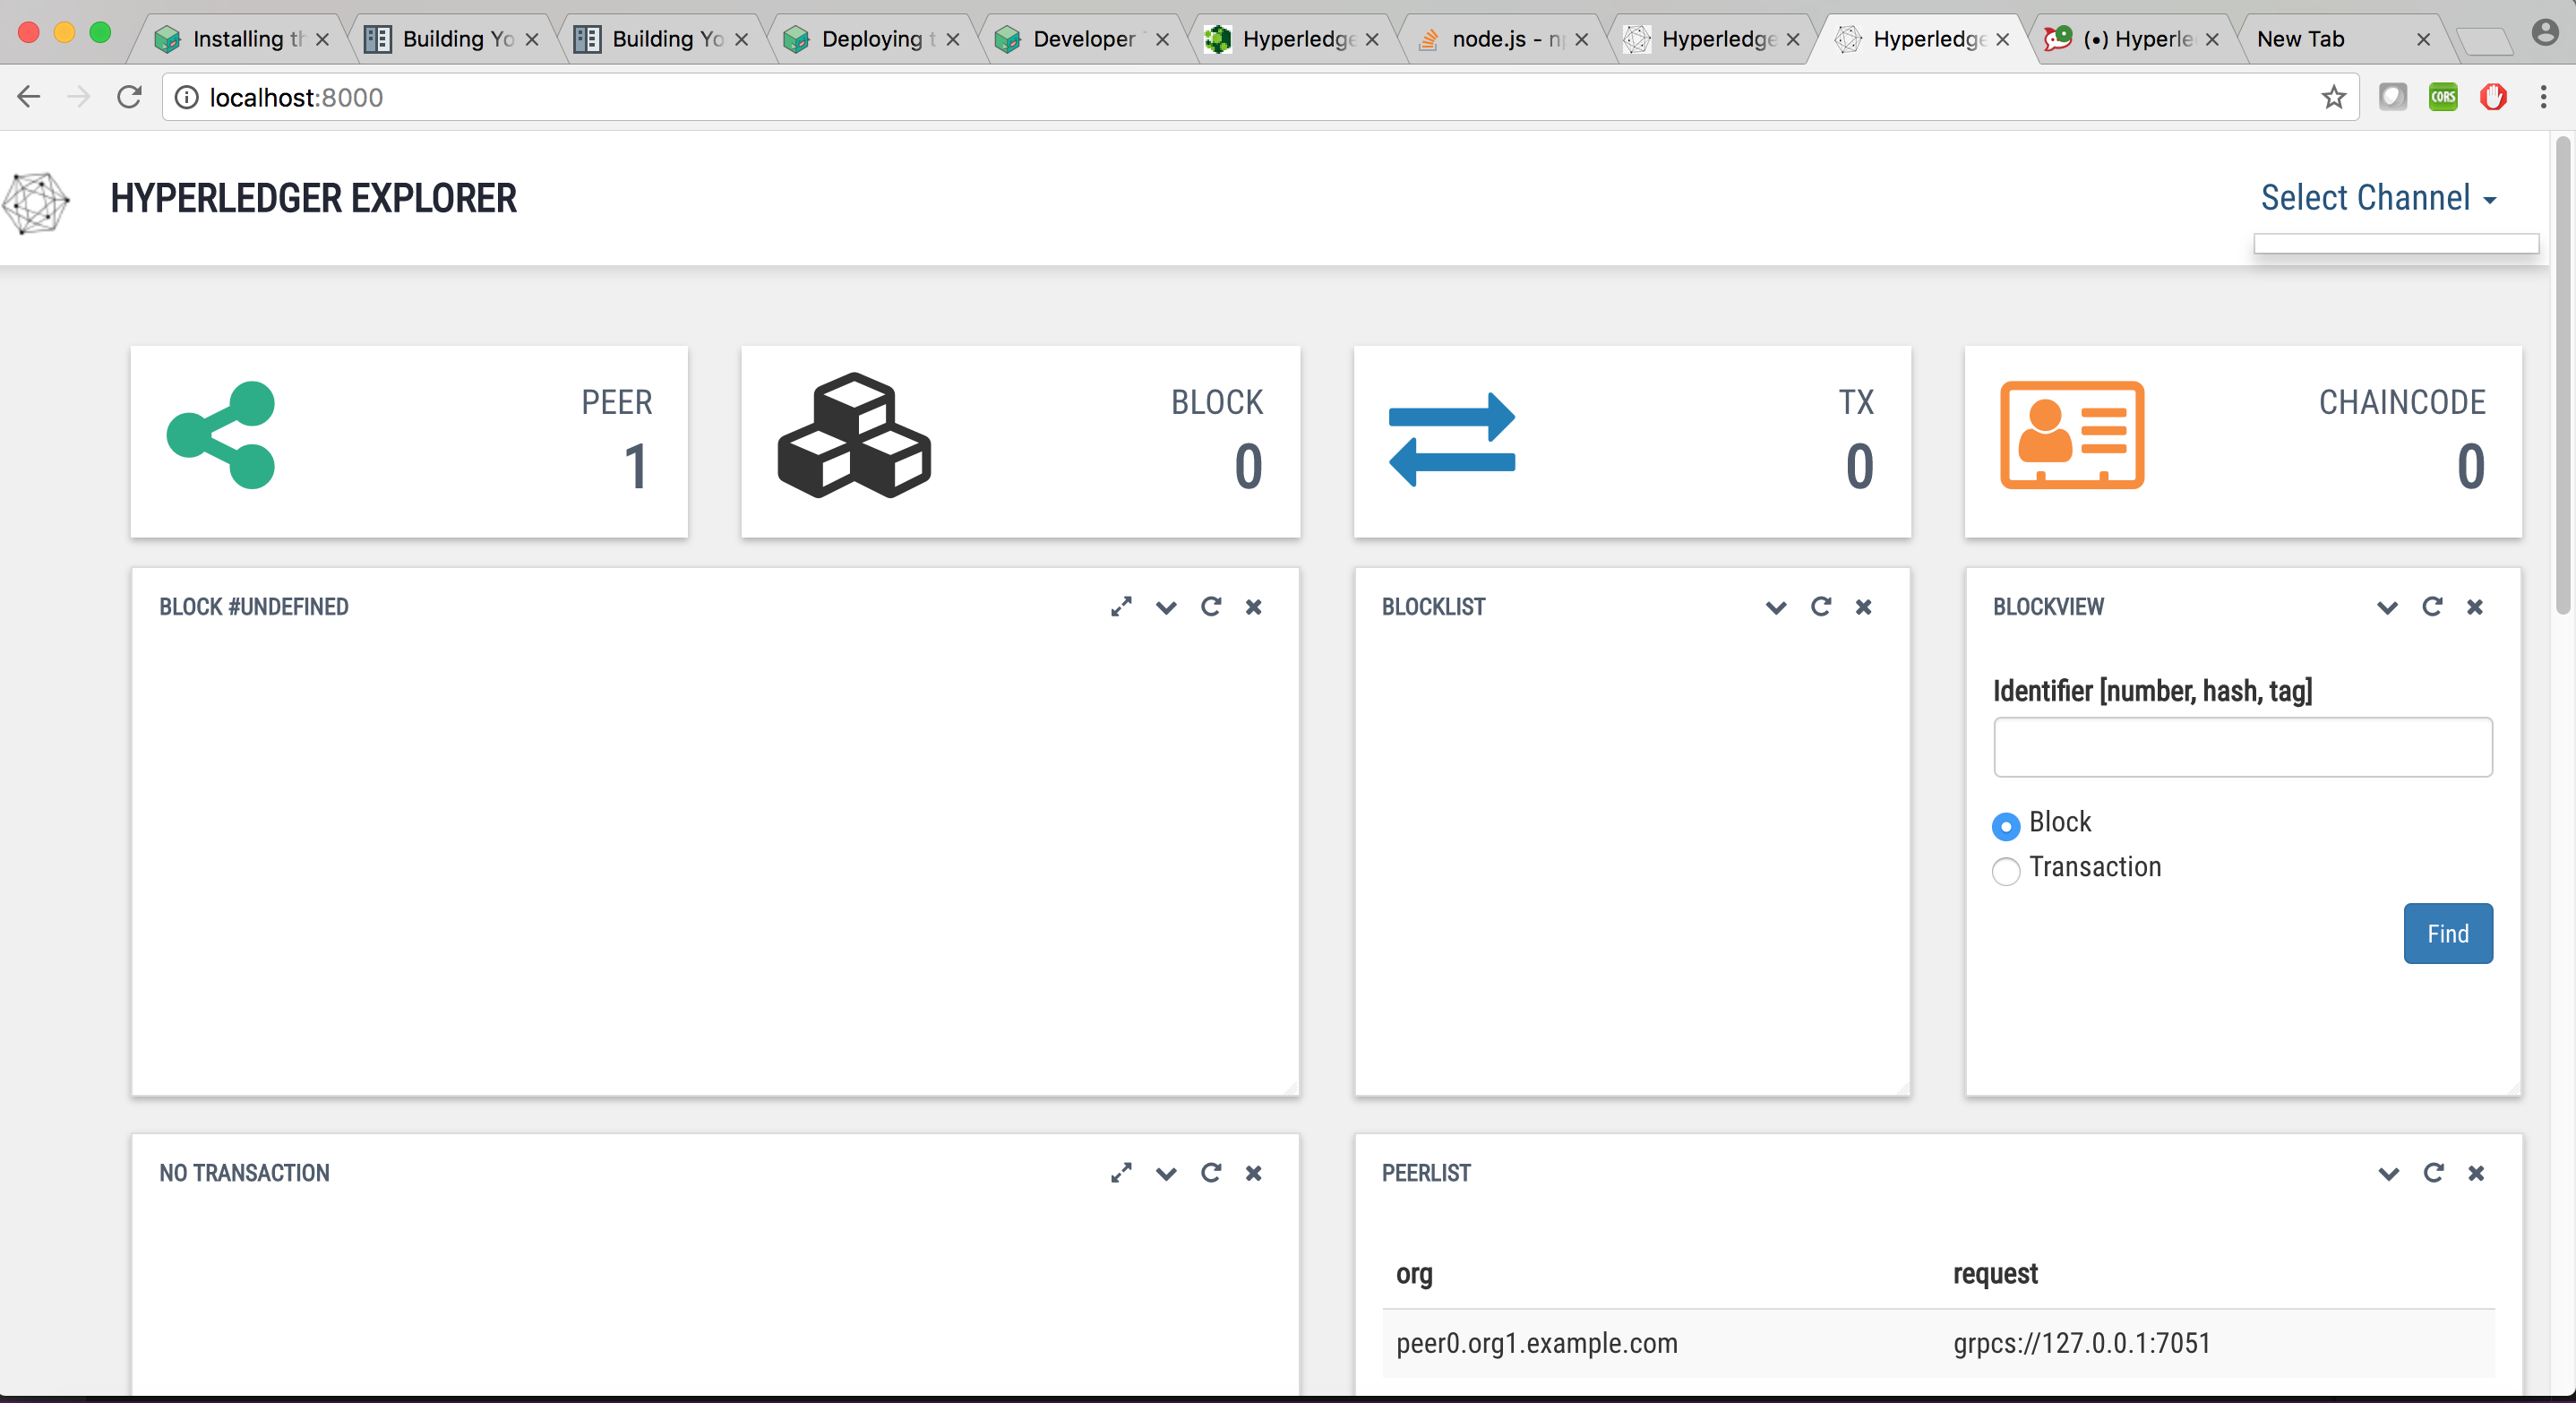 Installing th
Building Yo
Building Yo
Deploying t
Developer
Hyperledge
node.js - n
Hyperledge
Hyperledge
(•) Hyperle
New Tab
localhost:8000
CORS
HYPERLEDGER EXPLORER
Select Channel
PEER
1
BLOCK
0
TX
0
CHAINCODE
0
BLOCK #UNDEFINED
BLOCKLIST
BLOCKVIEW
Identifier [number, hash, tag]
Block
Transaction
Find
NO TRANSACTION
PEERLIST
org request
peer0.org1.example.com grpcs://127.0.0.1:7051